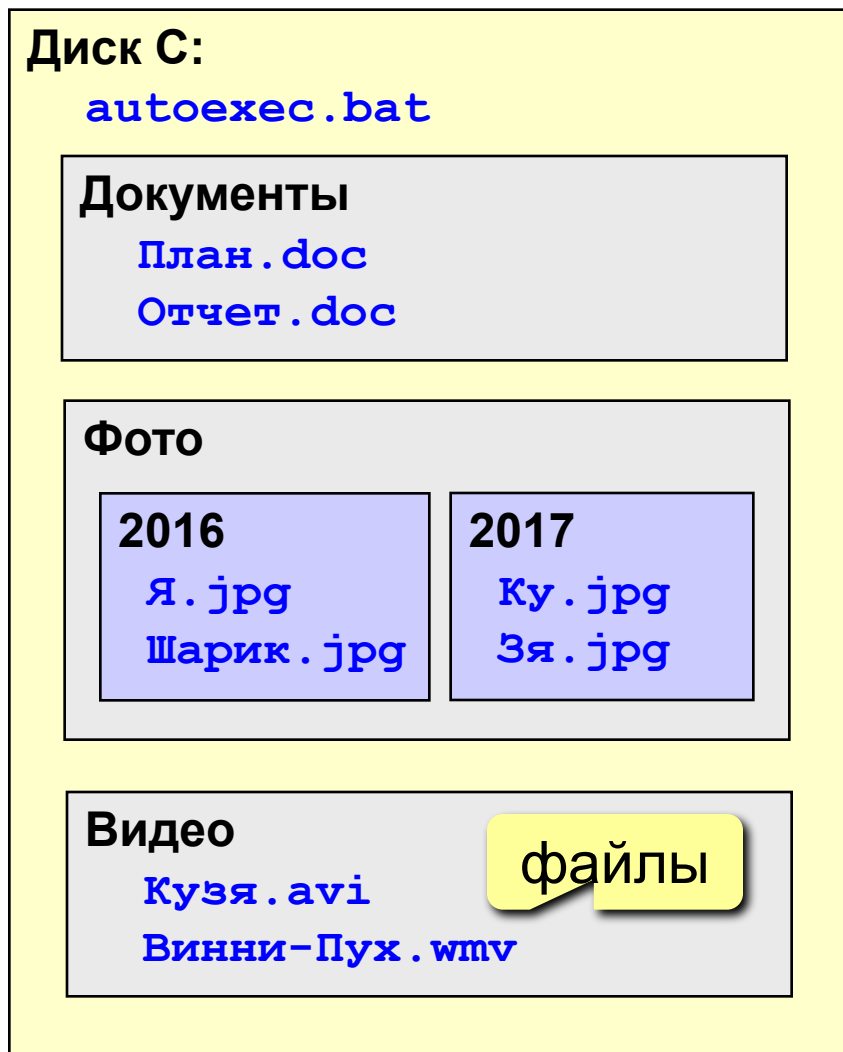 Диск C:
autoexec.bat
Документы
План.doc
Отчет.doc
Фото
2016
Я.jpg
Шарик.jpg
2017
Ку.jpg
Зя.jpg
Видео
файлы
Кузя.avi
Винни-Пух.wmv